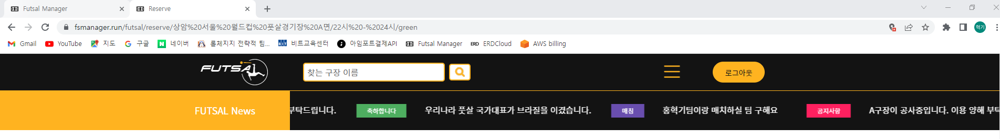 Futsal Manager
Reserve
fsmanager.run/futsal/reserve/상암%20서울%20월드컵%20풋살경기장%20A면/22시%20-%2024시/green
혁기
Gmail YouTube 지도 구글 네이버 롤체지지 전략적 팀... 비트교육센터 아임포트결제API Futsal Manager ERD ERDCloud AWS billing
FUTSAL
찾는 구장 이름
로그아웃
FUTSAL News
부탁드립니다. 축하합니다 우리나라 풋살 국가대표가 브라질을 이겼습니다. 매칭 홍혁기팀이랑 매치하실 팀 구해요 공지사항 A구장이 공사중입니다. 이용 양해 부탁